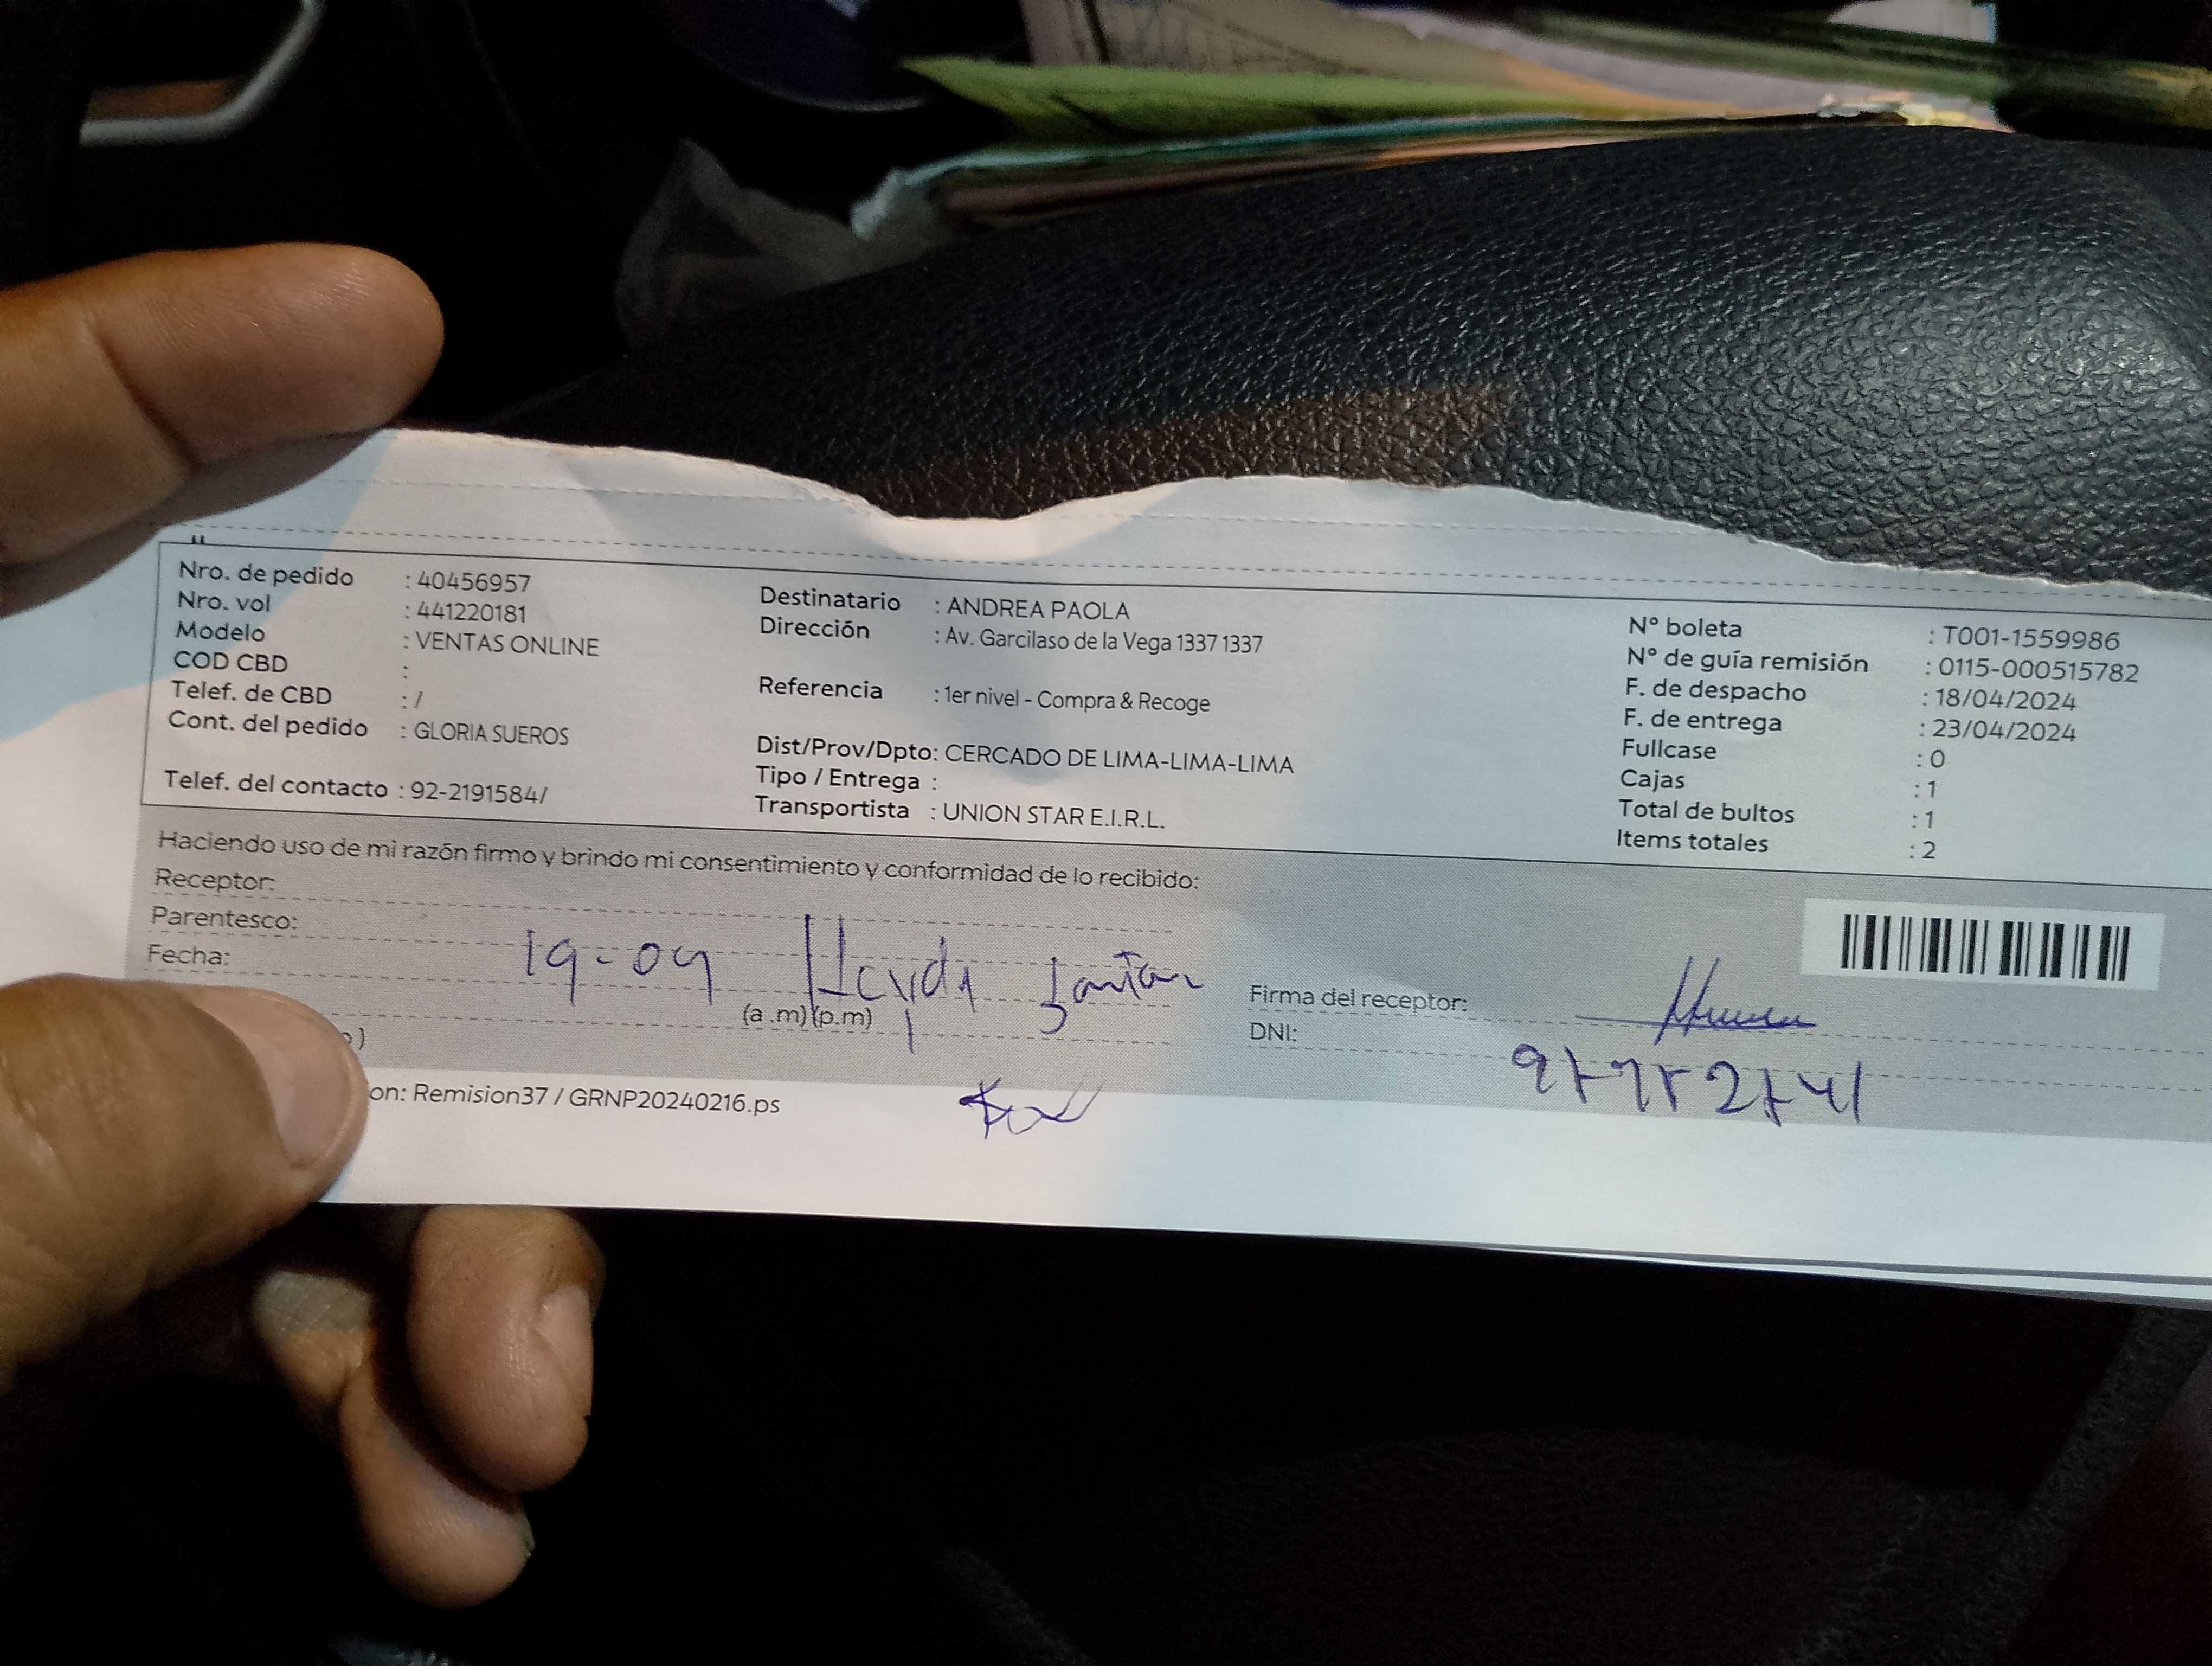 Nro. de pedido : 40456957
Nro. vol : 441220181
Modelo : VENTAS ONLINE
COD CBD :
Telef. de CBD : /
Cont. del pedido : GLORIA SUEROS
Telef. del contacto : 92-2191584/
Destinatario : ANDREA PAOLA
Dirección : Av. Garcilaso de la Vega 1337 1337
Referencia : 1er nivel - Compra & Recoge
Dist/Prov/Dpto: CERCADO DE LIMA-LIMA-LIMA
Tipo / Entrega :
Transportista : UNION STAR E.I.R.L.
N° boleta : T001-1559986
N° de guía remisión : 0115-000515782
F. de despacho : 18/04/2024
F. de entrega : 23/04/2024
Fullcase : 0
Cajas : 1
Total de bultos : 1
Items totales : 2
Haciendo uso de mi razón firmo y brindo mi consentimiento y conformidad de lo recibido:
Receptor:
Parentesco:
Fecha: 19-09
(a.m)(p.m)
Firma del receptor:
DNI:
on: Remision37 / GRNP20240216.ps